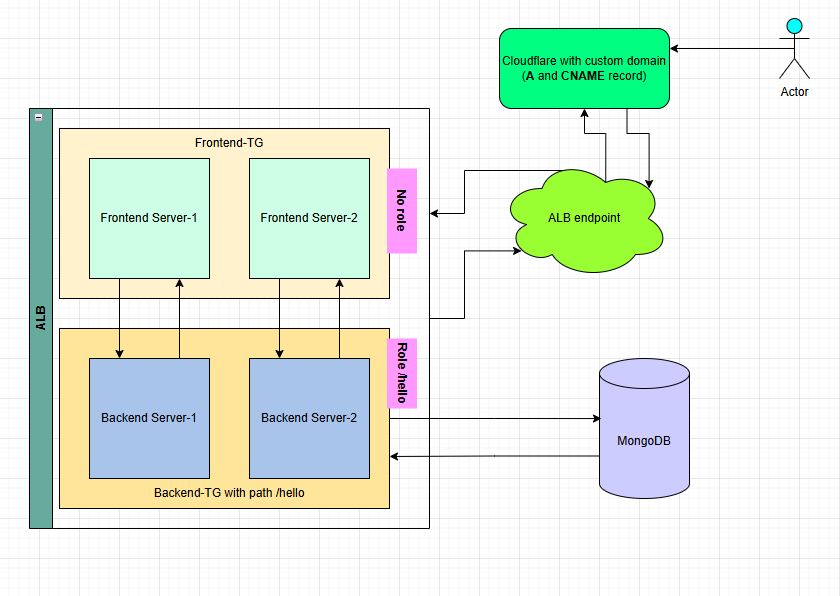 Cloudflare with custom domain
(A and CNAME record)
Actor
Frontend-TG
Frontend Server-1
Frontend Server-2
No role
ALB endpoint
ALB
Role /hello
Backend Server-1
Backend Server-2
MongoDB
Backend-TG with path /hello